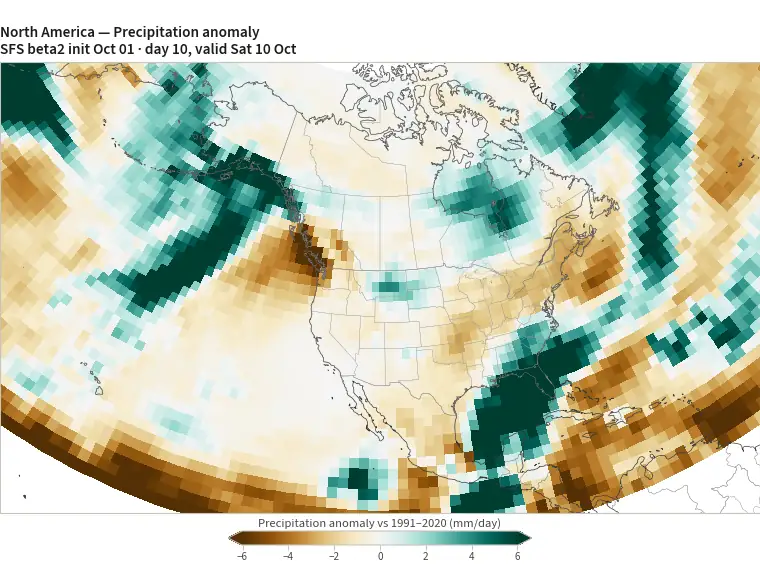 North America — Precipitation anomaly
SFS beta2 init Oct 01 · day 10, valid Sat 10 Oct
Precipitation anomaly vs 1991–2020 (mm/day)
−6 −4 −2 0 2 4 6